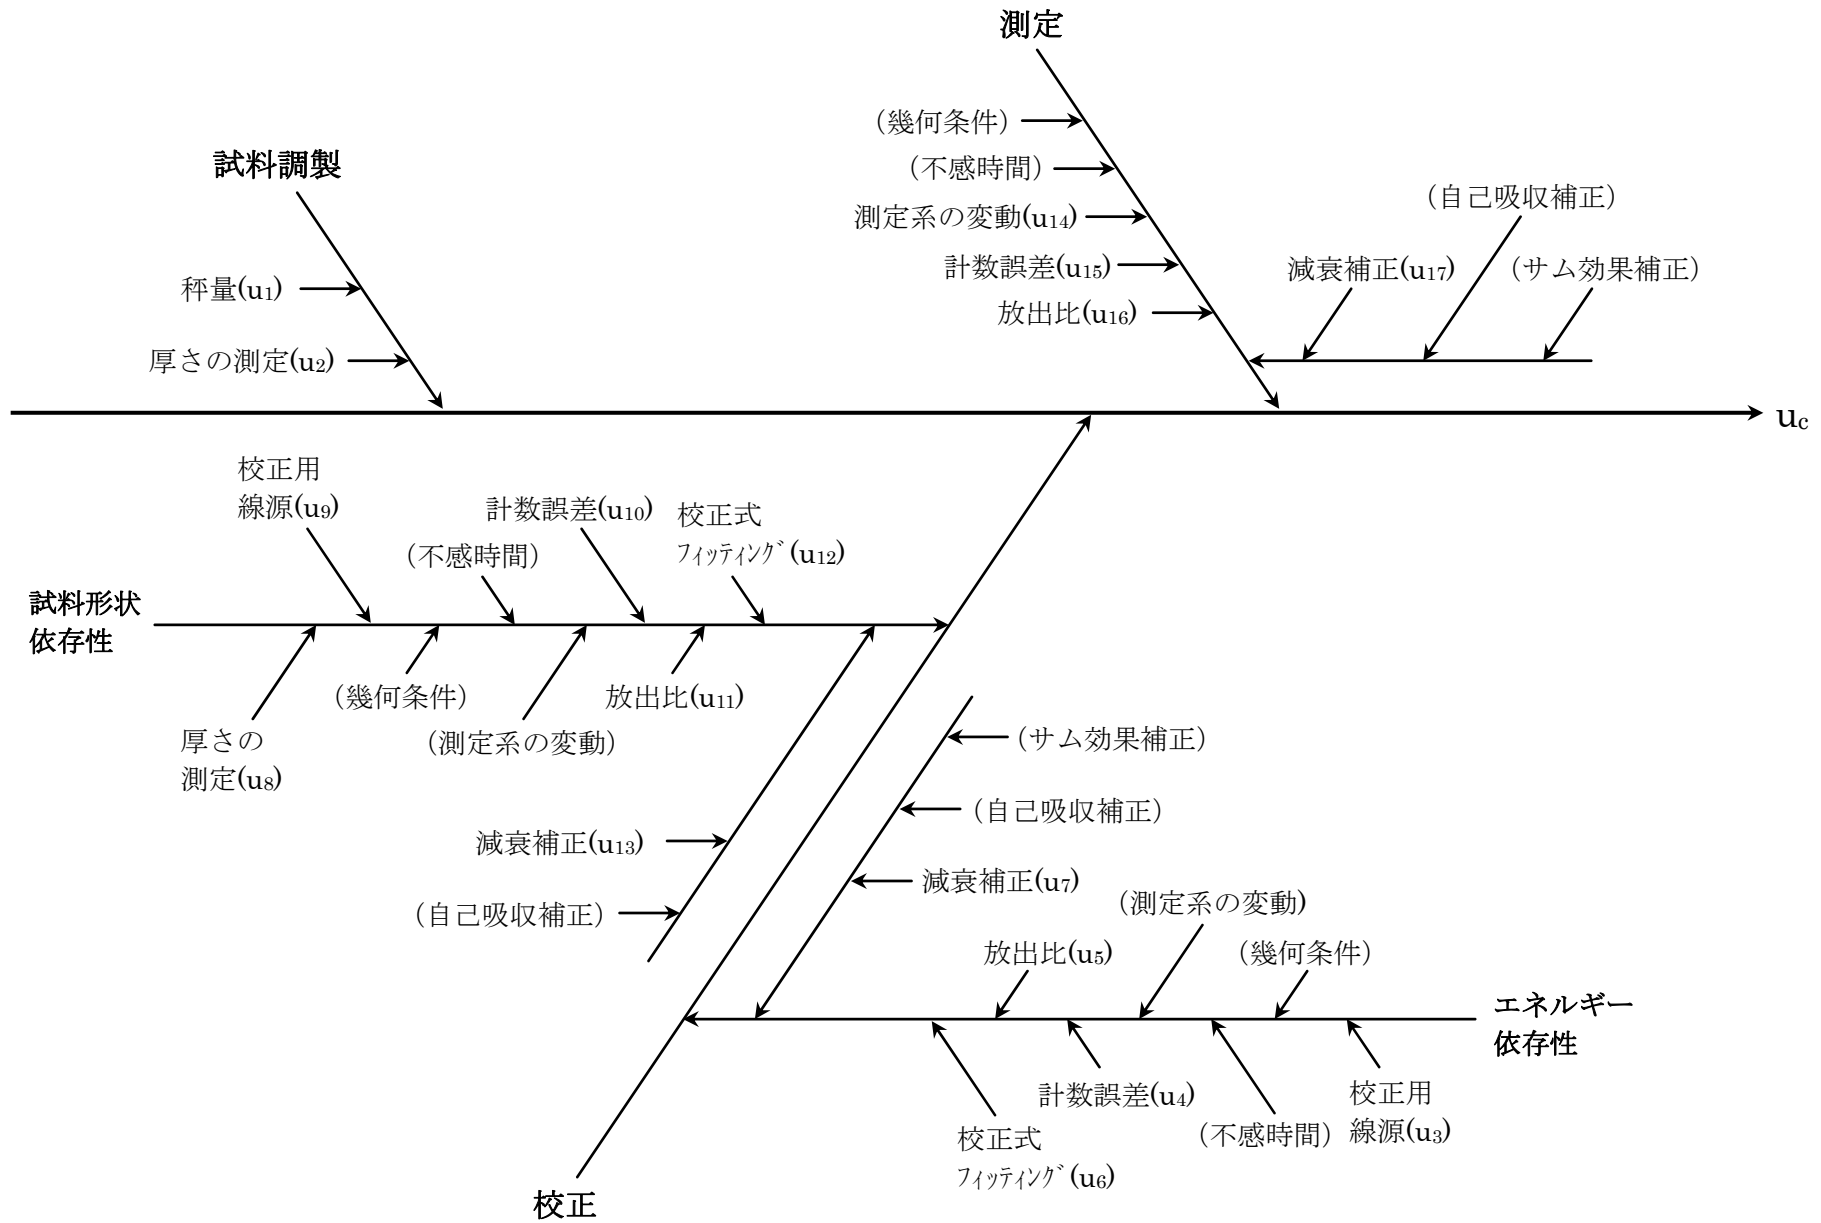 測定
(幾何条件)
(不感時間)
測定系の変動(u14)
計数誤差(u15)
放出比(u16)
試料調製
秤量(u1)
厚さの測定(u2)
(自己吸収補正)
減衰補正(u17)
(サム効果補正)
uc
校正用
線源(u9)
(不感時間)
計数誤差(u10)
校正式
フィッティング(u12)
試料形状
依存性
厚さの
測定(u8)
(幾何条件)
(測定系の変動)
放出比(u11)
減衰補正(u13)
(自己吸収補正)
(サム効果補正)
(自己吸収補正)
減衰補正(u7)
(測定系の変動)
放出比(u5)
(幾何条件)
エネルギー
依存性
校正式
フィッティング(u6)
計数誤差(u4)
(不感時間)
校正用
線源(u3)
校正